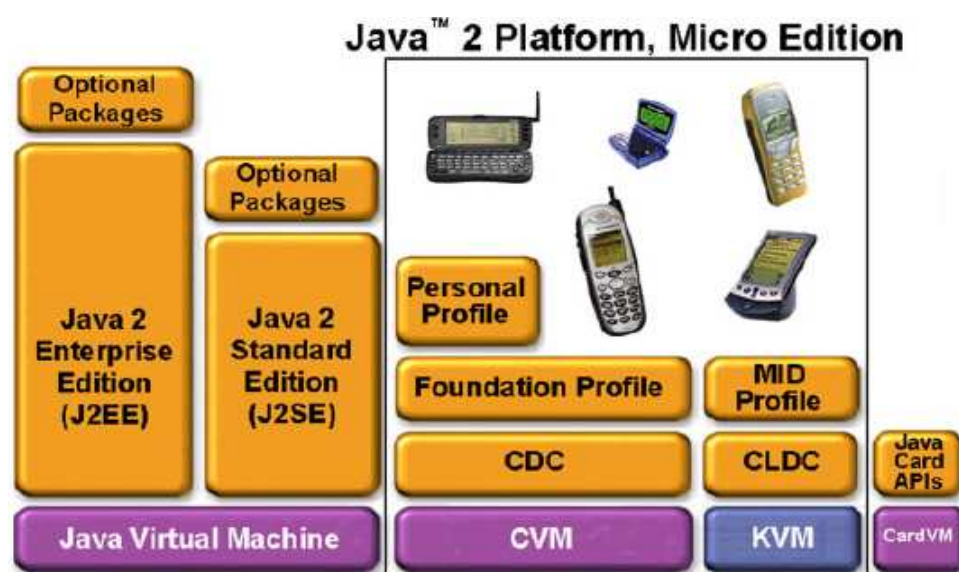 Java™ 2 Platform, Micro Edition
Optional
Packages
Java 2
Enterprise
Edition
(J2EE)
Optional
Packages
Java 2
Standard
Edition
(J2SE)
Java Virtual Machine
Personal
Profile
Foundation Profile
CDC
CVM
MID
Profile
CLDC
KVM
Java
Card
APIs
CardVM